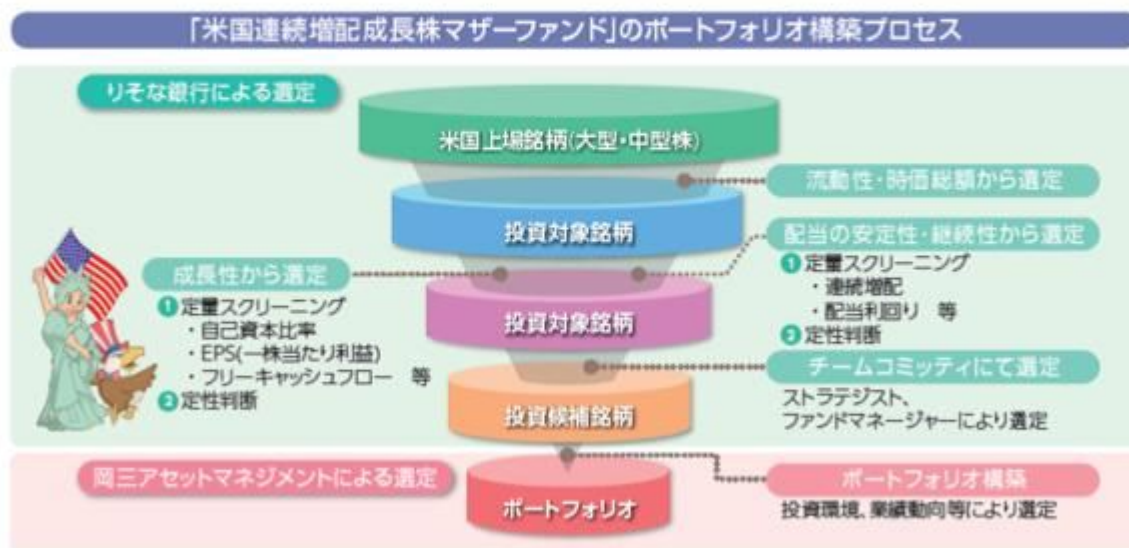 「米国連続増配成長株マザーファンド」のポートフォリオ構築プロセス
りそな銀行による選定
米国上場銘柄(大型・中型株)
流動性・時価総額から選定
投資対象銘柄
配当の安定性・継続性から選定
❶定量スクリーニング
・連続増配
・配当利回り 等
❷定性判断
成長性から選定
❶定量スクリーニング
・自己資本比率
・EPS(一株当たり利益)
・フリーキャッシュフロー 等
❷定性判断
投資対象銘柄
チームコミッティにて選定
ストラテジスト、
ファンドマネージャーにより選定
投資候補銘柄
岡三アセットマネジメントによる選定
ポートフォリオ
ポートフォリオ構築
投資環境、業績動向等により選定